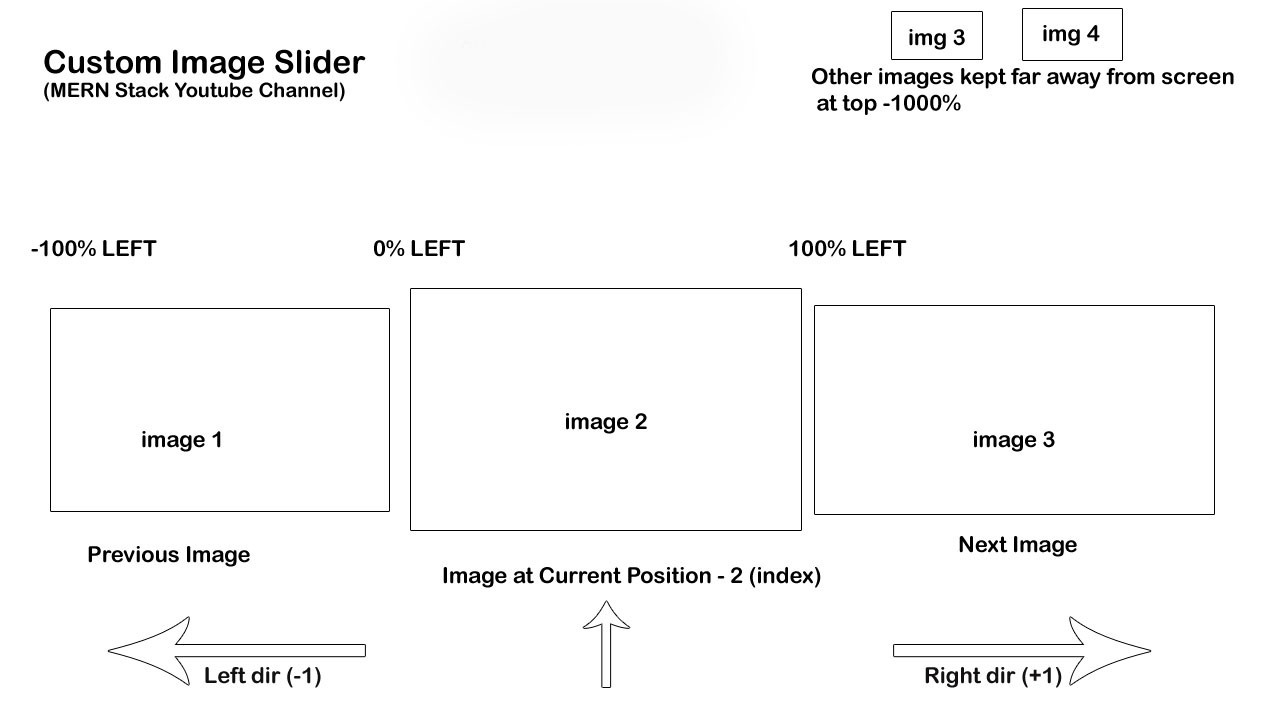 Custom Image Slider
(MERN Stack Youtube Channel)
img 3
img 4
Other images kept far away from screen
at top -1000%
-100% LEFT
0% LEFT
100% LEFT
image 1
image 2
image 3
Previous Image
Image at Current Position - 2 (index)
Next Image
Left dir (-1)
Right dir (+1)